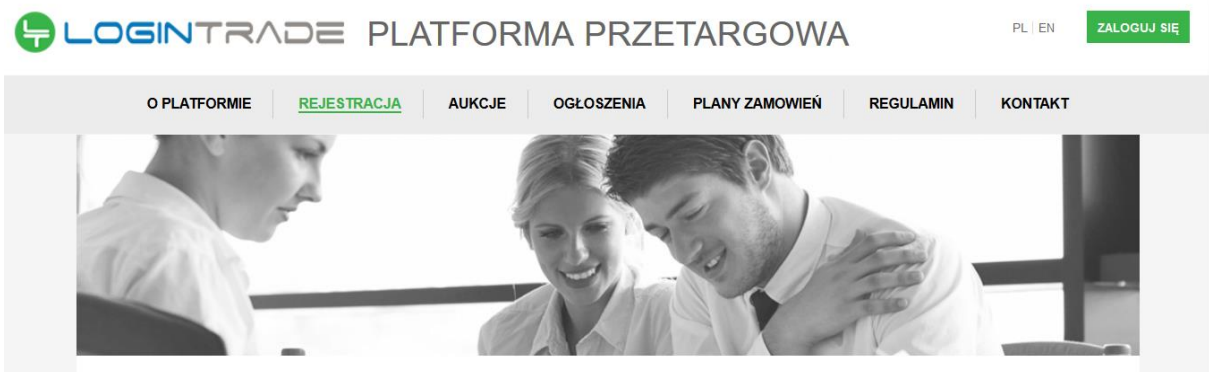 LOGINTRADE PLATFORMA PRZETARGOWA PL | EN ZALOGUJ SIĘ
O PLATFORMIE REJESTRACJA AUKCJE OGŁOSZENIA PLANY ZAMOWIEŃ REGULAMIN KONTAKT